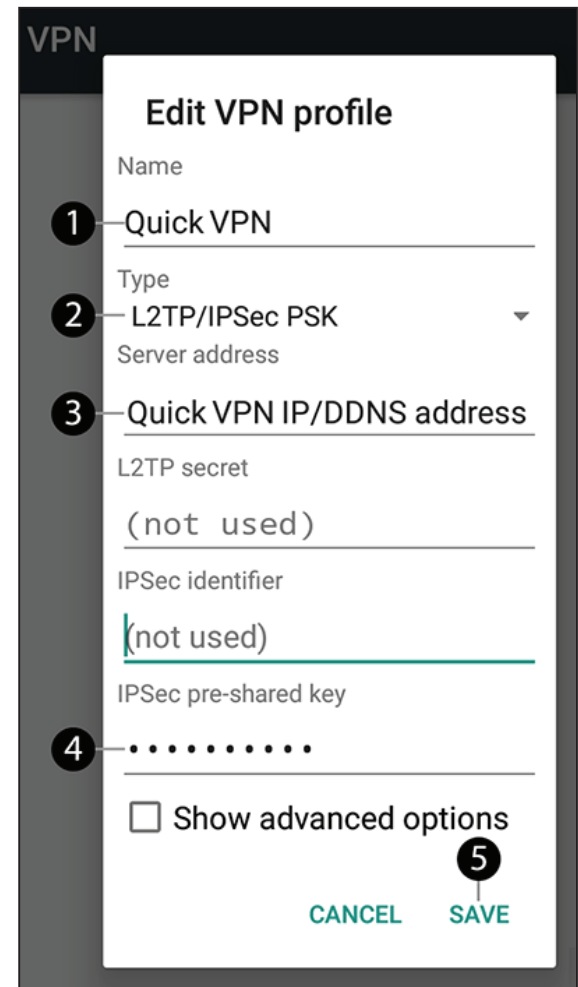 VPN
Edit VPN profile
Name
1 Quick VPN
Type
2 L2TP/IPSec PSK
Server address
3 Quick VPN IP/DDNS address
L2TP secret
(not used)
IPSec identifier
(not used)
IPSec pre-shared key
4 ••••••••••
Show advanced options
5
CANCEL SAVE